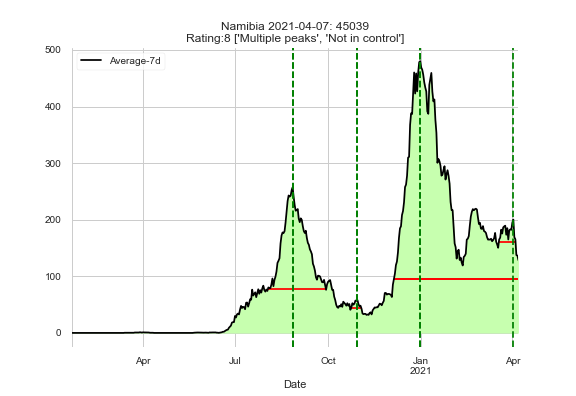 Namibia 2021-04-07: 45039
Rating:8 ['Multiple peaks', 'Not in control']
Average-7d
500
400
300
200
100
0
Apr
Jul
Oct
Jan
2021
Apr
Date